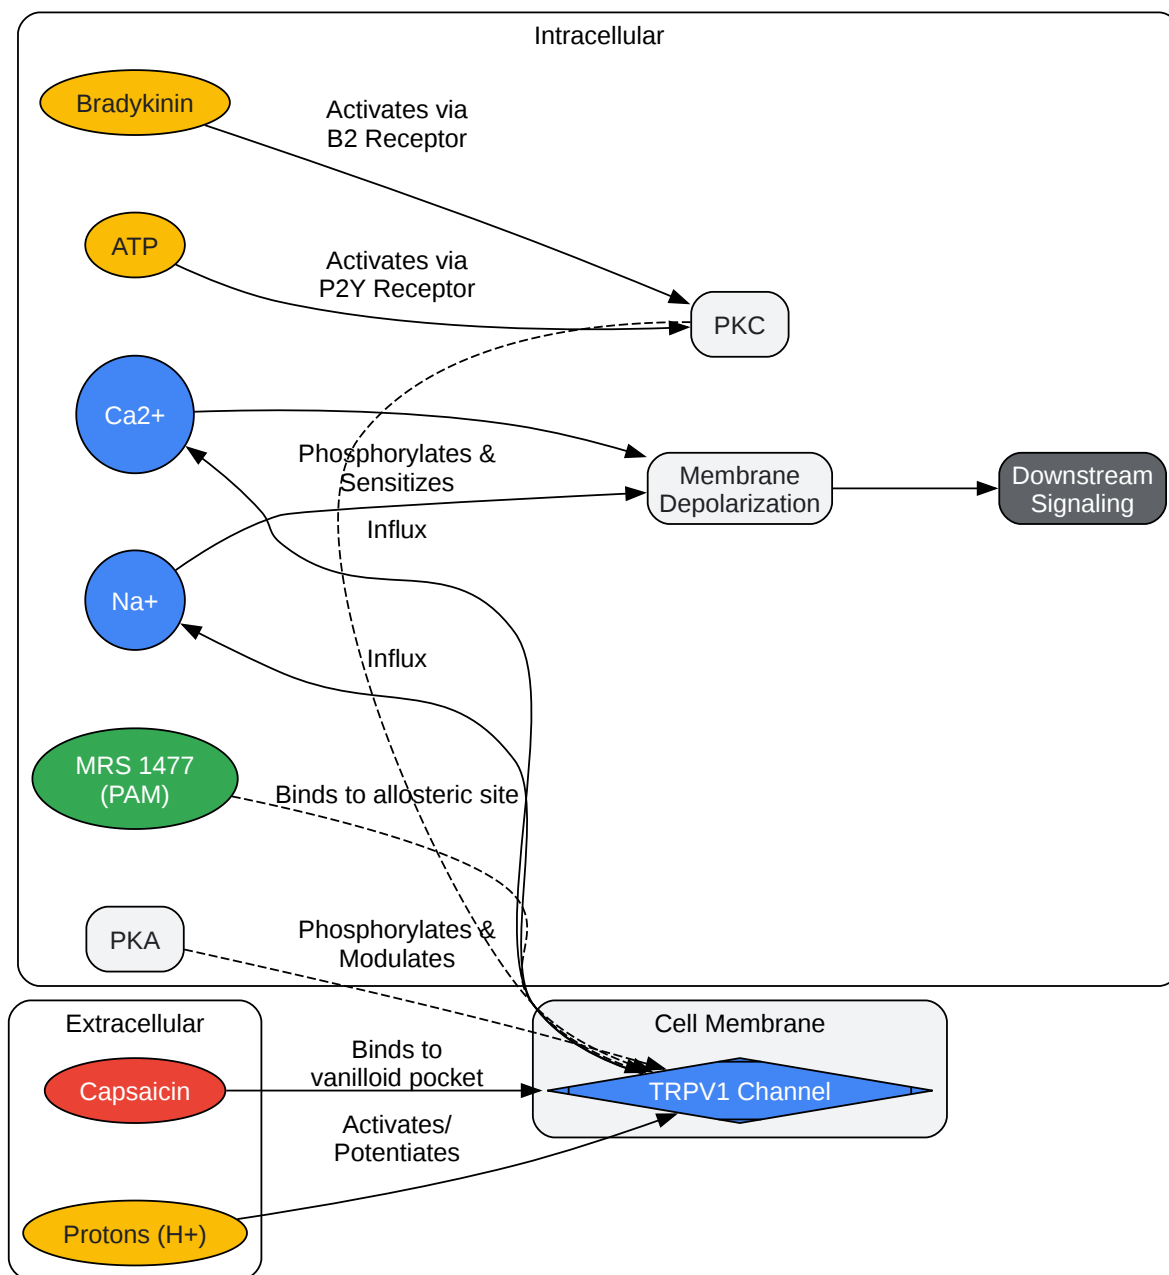 Intracellular
Bradykinin
Activates via
B2 Receptor
ATP
Activates via
P2Y Receptor
PKC
Ca2+
Phosphorylates &
Sensitizes
Membrane
Depolarization
Downstream
Signaling
Influx
Na+
Influx
MRS 1477
(PAM)
Binds to allosteric site
PKA
Phosphorylates &
Modulates
Extracellular
Cell Membrane
Capsaicin
Binds to
vanilloid pocket
TRPV1 Channel
Activates/
Potentiates
Protons (H+)